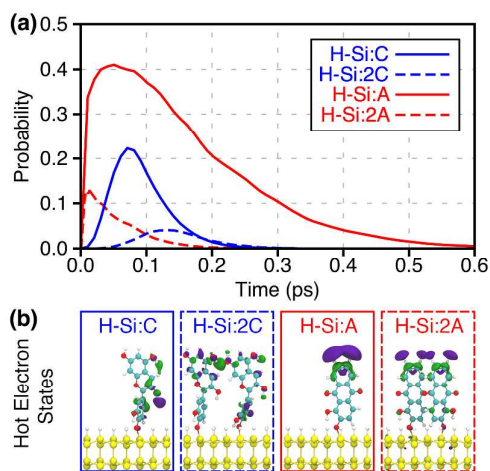 (a)
0.5
0.4
0.3
0.2
0.1
0.0
Probability
H-Si:C
H-Si:2C
H-Si:A
H-Si:2A
0.0 0.1 0.2 0.3 0.4 0.5 0.6
Time (ps)
(b)
Hot Electron
States
H-Si:C H-Si:2C H-Si:A H-Si:2A